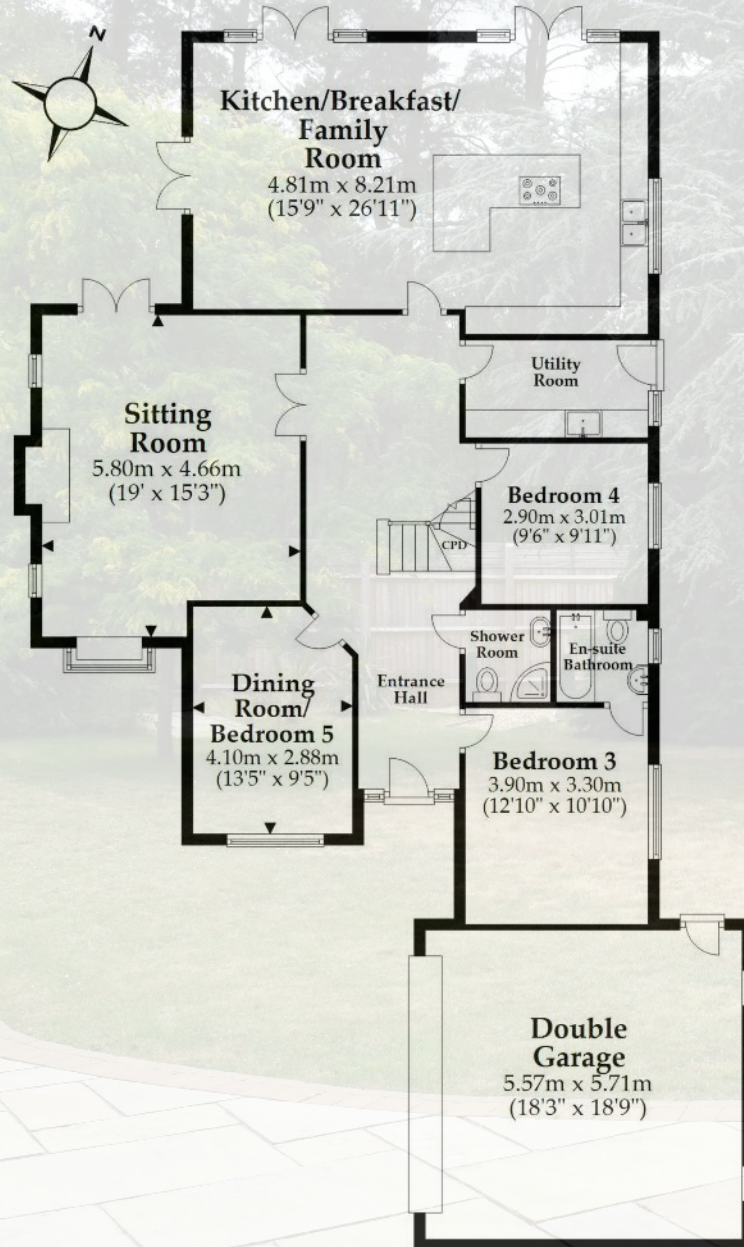 N
Kitchen/Breakfast/
Family
Room
4.81m x 8.21m
(15'9" x 26'11")
Utility
Room
Sitting
Room
5.80m x 4.66m
(19' x 15'3")
Bedroom 4
2.90m x 3.01m
(9'6" x 9'11")
CPD
Shower
Room
En-suite
Bathroom
Entrance
Hall
Dining
Room/
Bedroom 5
4.10m x 2.88m
(13'5" x 9'5")
Bedroom 3
3.90m x 3.30m
(12'10" x 10'10")
Double
Garage
5.57m x 5.71m
(18'3" x 18'9")